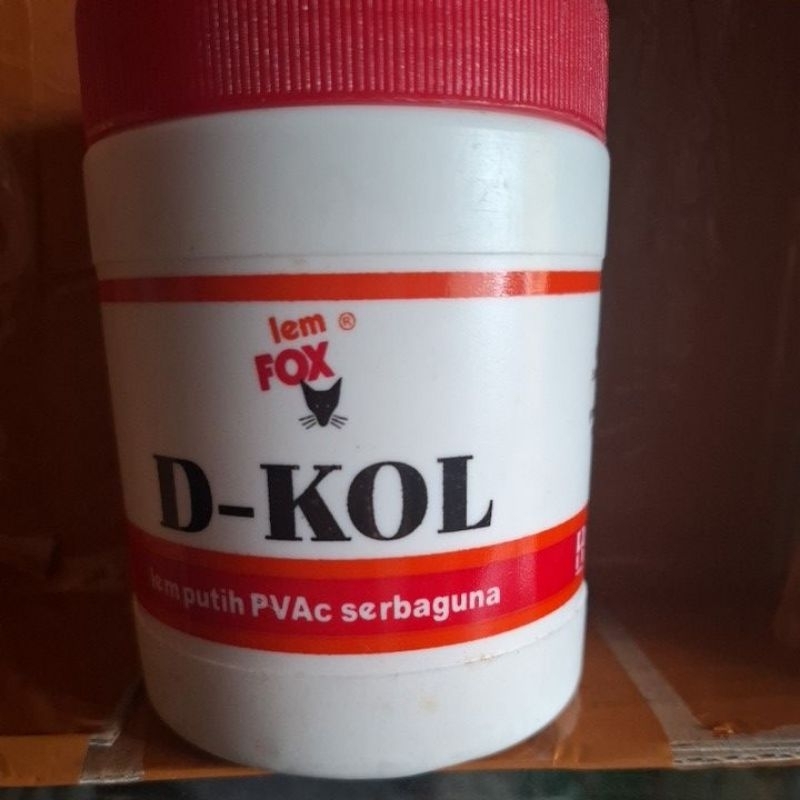 lem ®
FOX
D-KOL
lem putih PVAc serbaguna